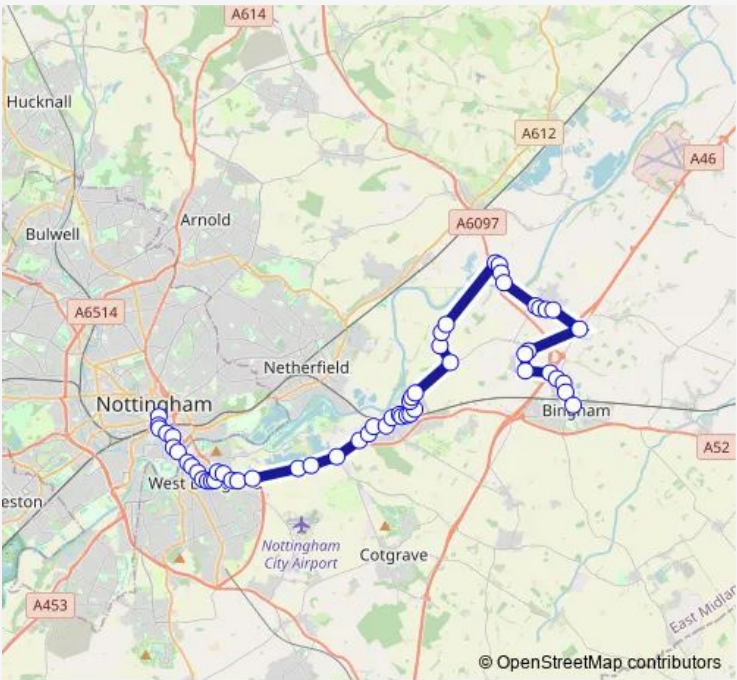 A614
Hucknall
A612
A46
Arnold
A6097
Bulwell
A6514
Netherfield
Nottingham
Bingham
A52
West
eston
Nottingham
City Airport
Cotgrave
A453
East Midlan
© OpenStreetMap contributors